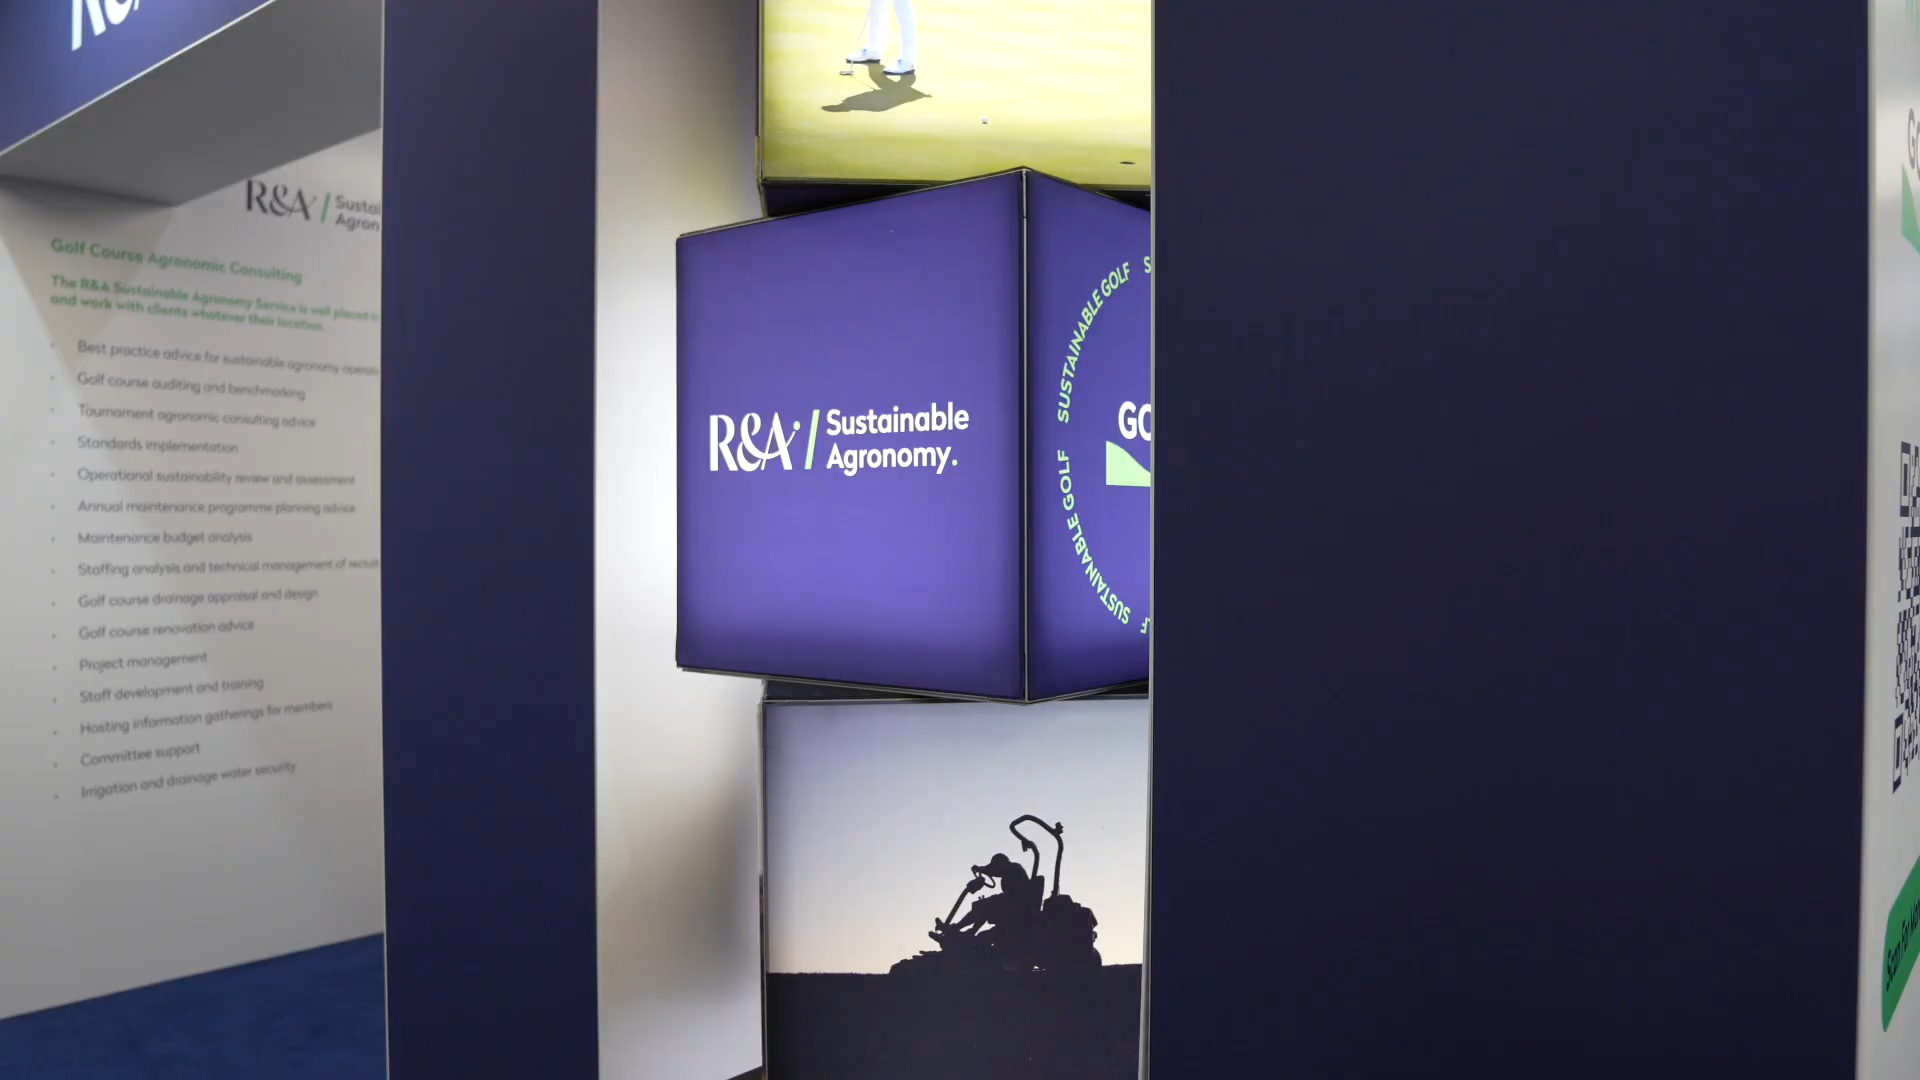 R&A
R&A / Sustai
Agron
Golf Course Agronomic Consulting
The R&A Sustainable Agronomy Service is well placed to
and work with clients whatever their location.
Best practice advice for sustainable agronomy operatio
Golf course auditing and benchmarking
Tournament agronomic consulting advice
Standards implementation
Operational sustainability review and assessment
Annual maintenance programme planning advice
Maintenance budget analysis
Staffing analysis and technical management of recruit
Golf course drainage appraisal and design
Golf course renovation advice
Project management
Staff development and training
Hosting information gatherings for members
Committee support
Irrigation and drainage water security
R&A / Sustainable
Agronomy.
SUSTAINABLE GOLF
SUSTAINABLE GOLF
GO
Scan For